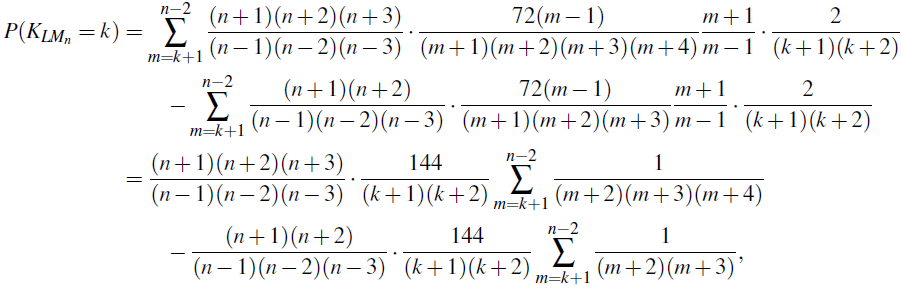 $P(K_{LM_n} = k) = \sum_{m=k+1}^{n-2} \frac{(n+1)(n+2)(n+3)}{(n-1)(n-2)(n-3)} \cdot \frac{72(m-1)}{(m+1)(m+2)(m+3)(m+4)} \frac{m+1}{m-1} \cdot \frac{2}{(k+1)(k+2)}$
$- \sum_{m=k+1}^{n-2} \frac{(n+1)(n+2)}{(n-1)(n-2)(n-3)} \cdot \frac{72(m-1)}{(m+1)(m+2)(m+3)} \frac{m+1}{m-1} \cdot \frac{2}{(k+1)(k+2)}$
$= \frac{(n+1)(n+2)(n+3)}{(n-1)(n-2)(n-3)} \cdot \frac{144}{(k+1)(k+2)} \sum_{m=k+1}^{n-2} \frac{1}{(m+2)(m+3)(m+4)}$
$- \frac{(n+1)(n+2)}{(n-1)(n-2)(n-3)} \cdot \frac{144}{(k+1)(k+2)} \sum_{m=k+1}^{n-2} \frac{1}{(m+2)(m+3)},$